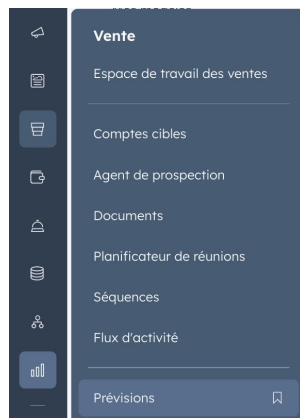 Vente
Espace de travail des ventes
Comptes cibles
Agent de prospection
Documents
Planificateur de réunions
Séquences
Flux d'activité
Prévisions